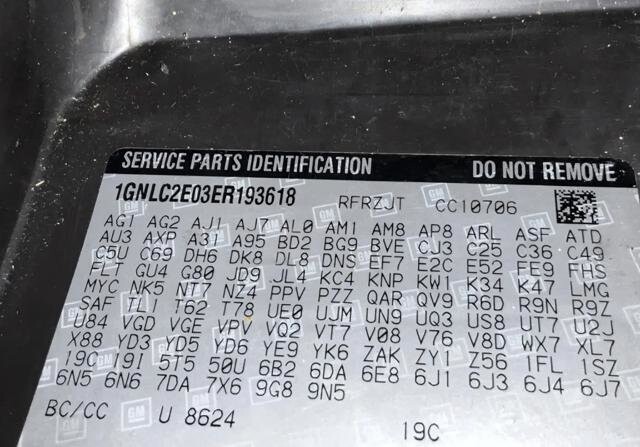 SERVICE PARTS IDENTIFICATION DO NOT REMOVE
1GNLC2E03ER193618 RFRZJT CC10706
AG1 AG2 AJ1 AJ7 AL0 AM1 AM8 AP8 ARL ASF ATD
AU3 AXP A31 A95 BD2 BG9 BVE CJ3 C25 C36 C49
C5U C69 DH6 DK8 DL8 DNS EF7 E2C E52 FE9 FHS
FLT GU4 G80 JD9 JL4 KC4 KNP KW1 K34 K47 LMG
MYC NK5 NT7 NZ4 PPV PZZ QAR QV9 R6D R9N R9Z
SAF TL1 T62 T78 UE0 UJM UN9 UQ3 US8 UT7 U2J
U84 VGD VGE VPV VQ2 VT7 V08 V76 V8D WX7 XL7
X88 YD3 YD5 YD6 YE9 YK6 ZAK ZY1 Z56 1FL 1SZ
19C 19I 5T5 50U 6B2 6DA 6E8 6J1 6J3 6J4 6J7
6N5 6N6 7DA 7X6 9G8 9N5
BC/CC U 8624 19C